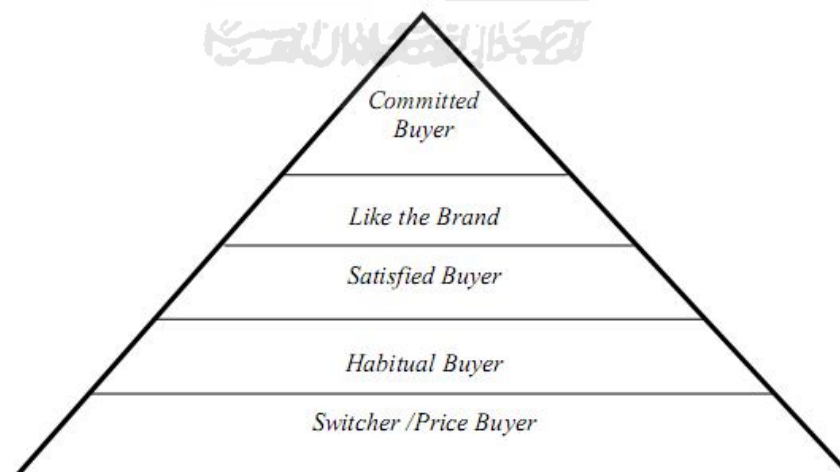 Committed
Buyer
Like the Brand
Satisfied Buyer
Habitual Buyer
Switcher /Price Buyer